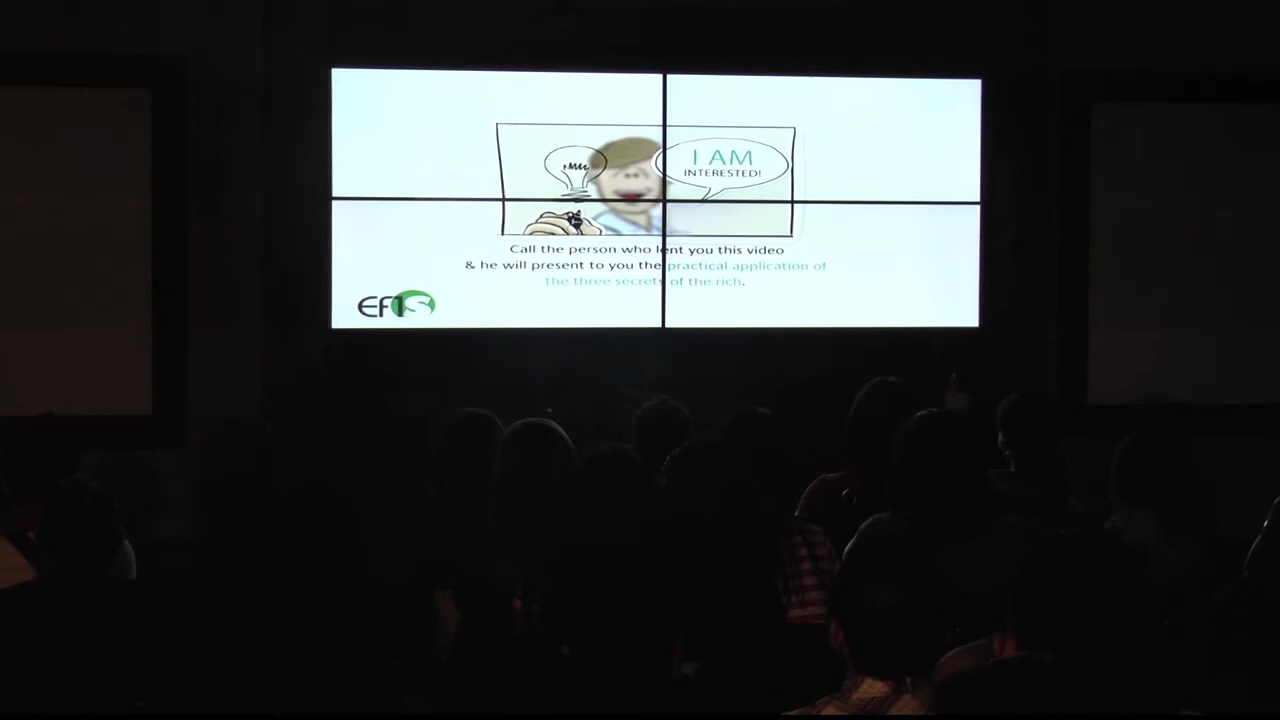 I AM
INTERESTED!
Call the person who lent you this video
& he will present to you the practical application of
the three secrets of the rich.
EFIS